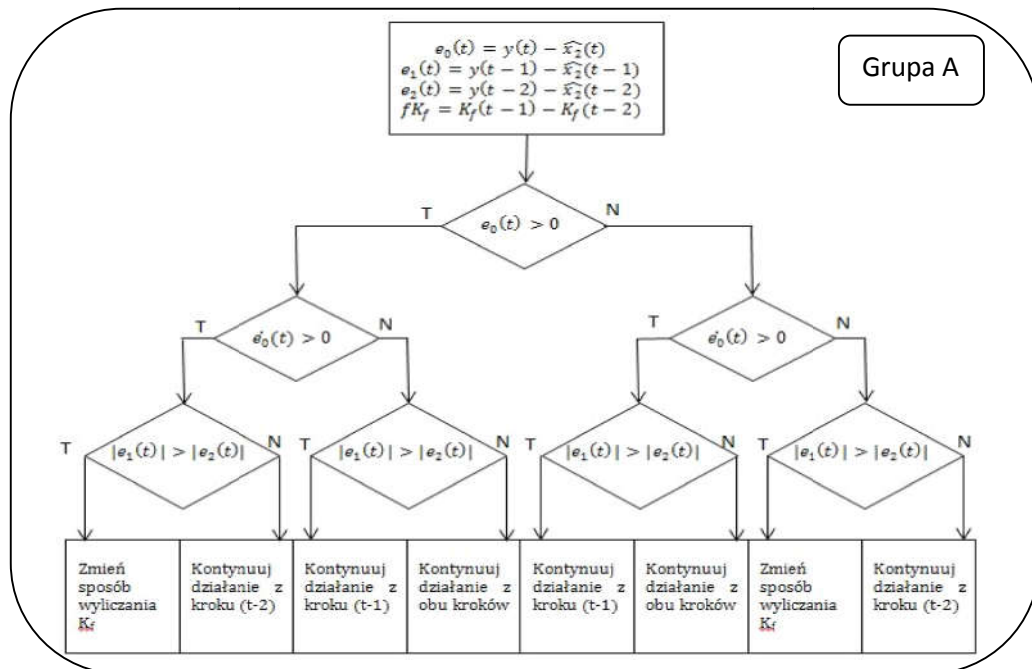 e₀(t) = y(t) − x̂₂(t)
e₁(t) = y(t − 1) − x̂₂(t − 1)
e₂(t) = y(t − 2) − x̂₂(t − 2)
fK_f = K_f(t − 1) − K_f(t − 2)
Grupa A
T
e₀(t) > 0
N
T
ė₀(t) > 0
N
T
ė₀(t) > 0
N
T
|e₁(t)| > |e₂(t)|
N
T
|e₁(t)| > |e₂(t)|
N
T
|e₁(t)| > |e₂(t)|
N
T
|e₁(t)| > |e₂(t)|
N
Zmień
sposób
wyliczania
K_f
Kontynuuj
działanie z
kroku (t-2)
Kontynuuj
działanie z
kroku (t-1)
Kontynuuj
działanie z
obu kroków
Kontynuuj
działanie z
kroku (t-1)
Kontynuuj
działanie z
obu kroków
Zmień
sposób
wyliczania
K_f
Kontynuuj
działanie z
kroku (t-2)